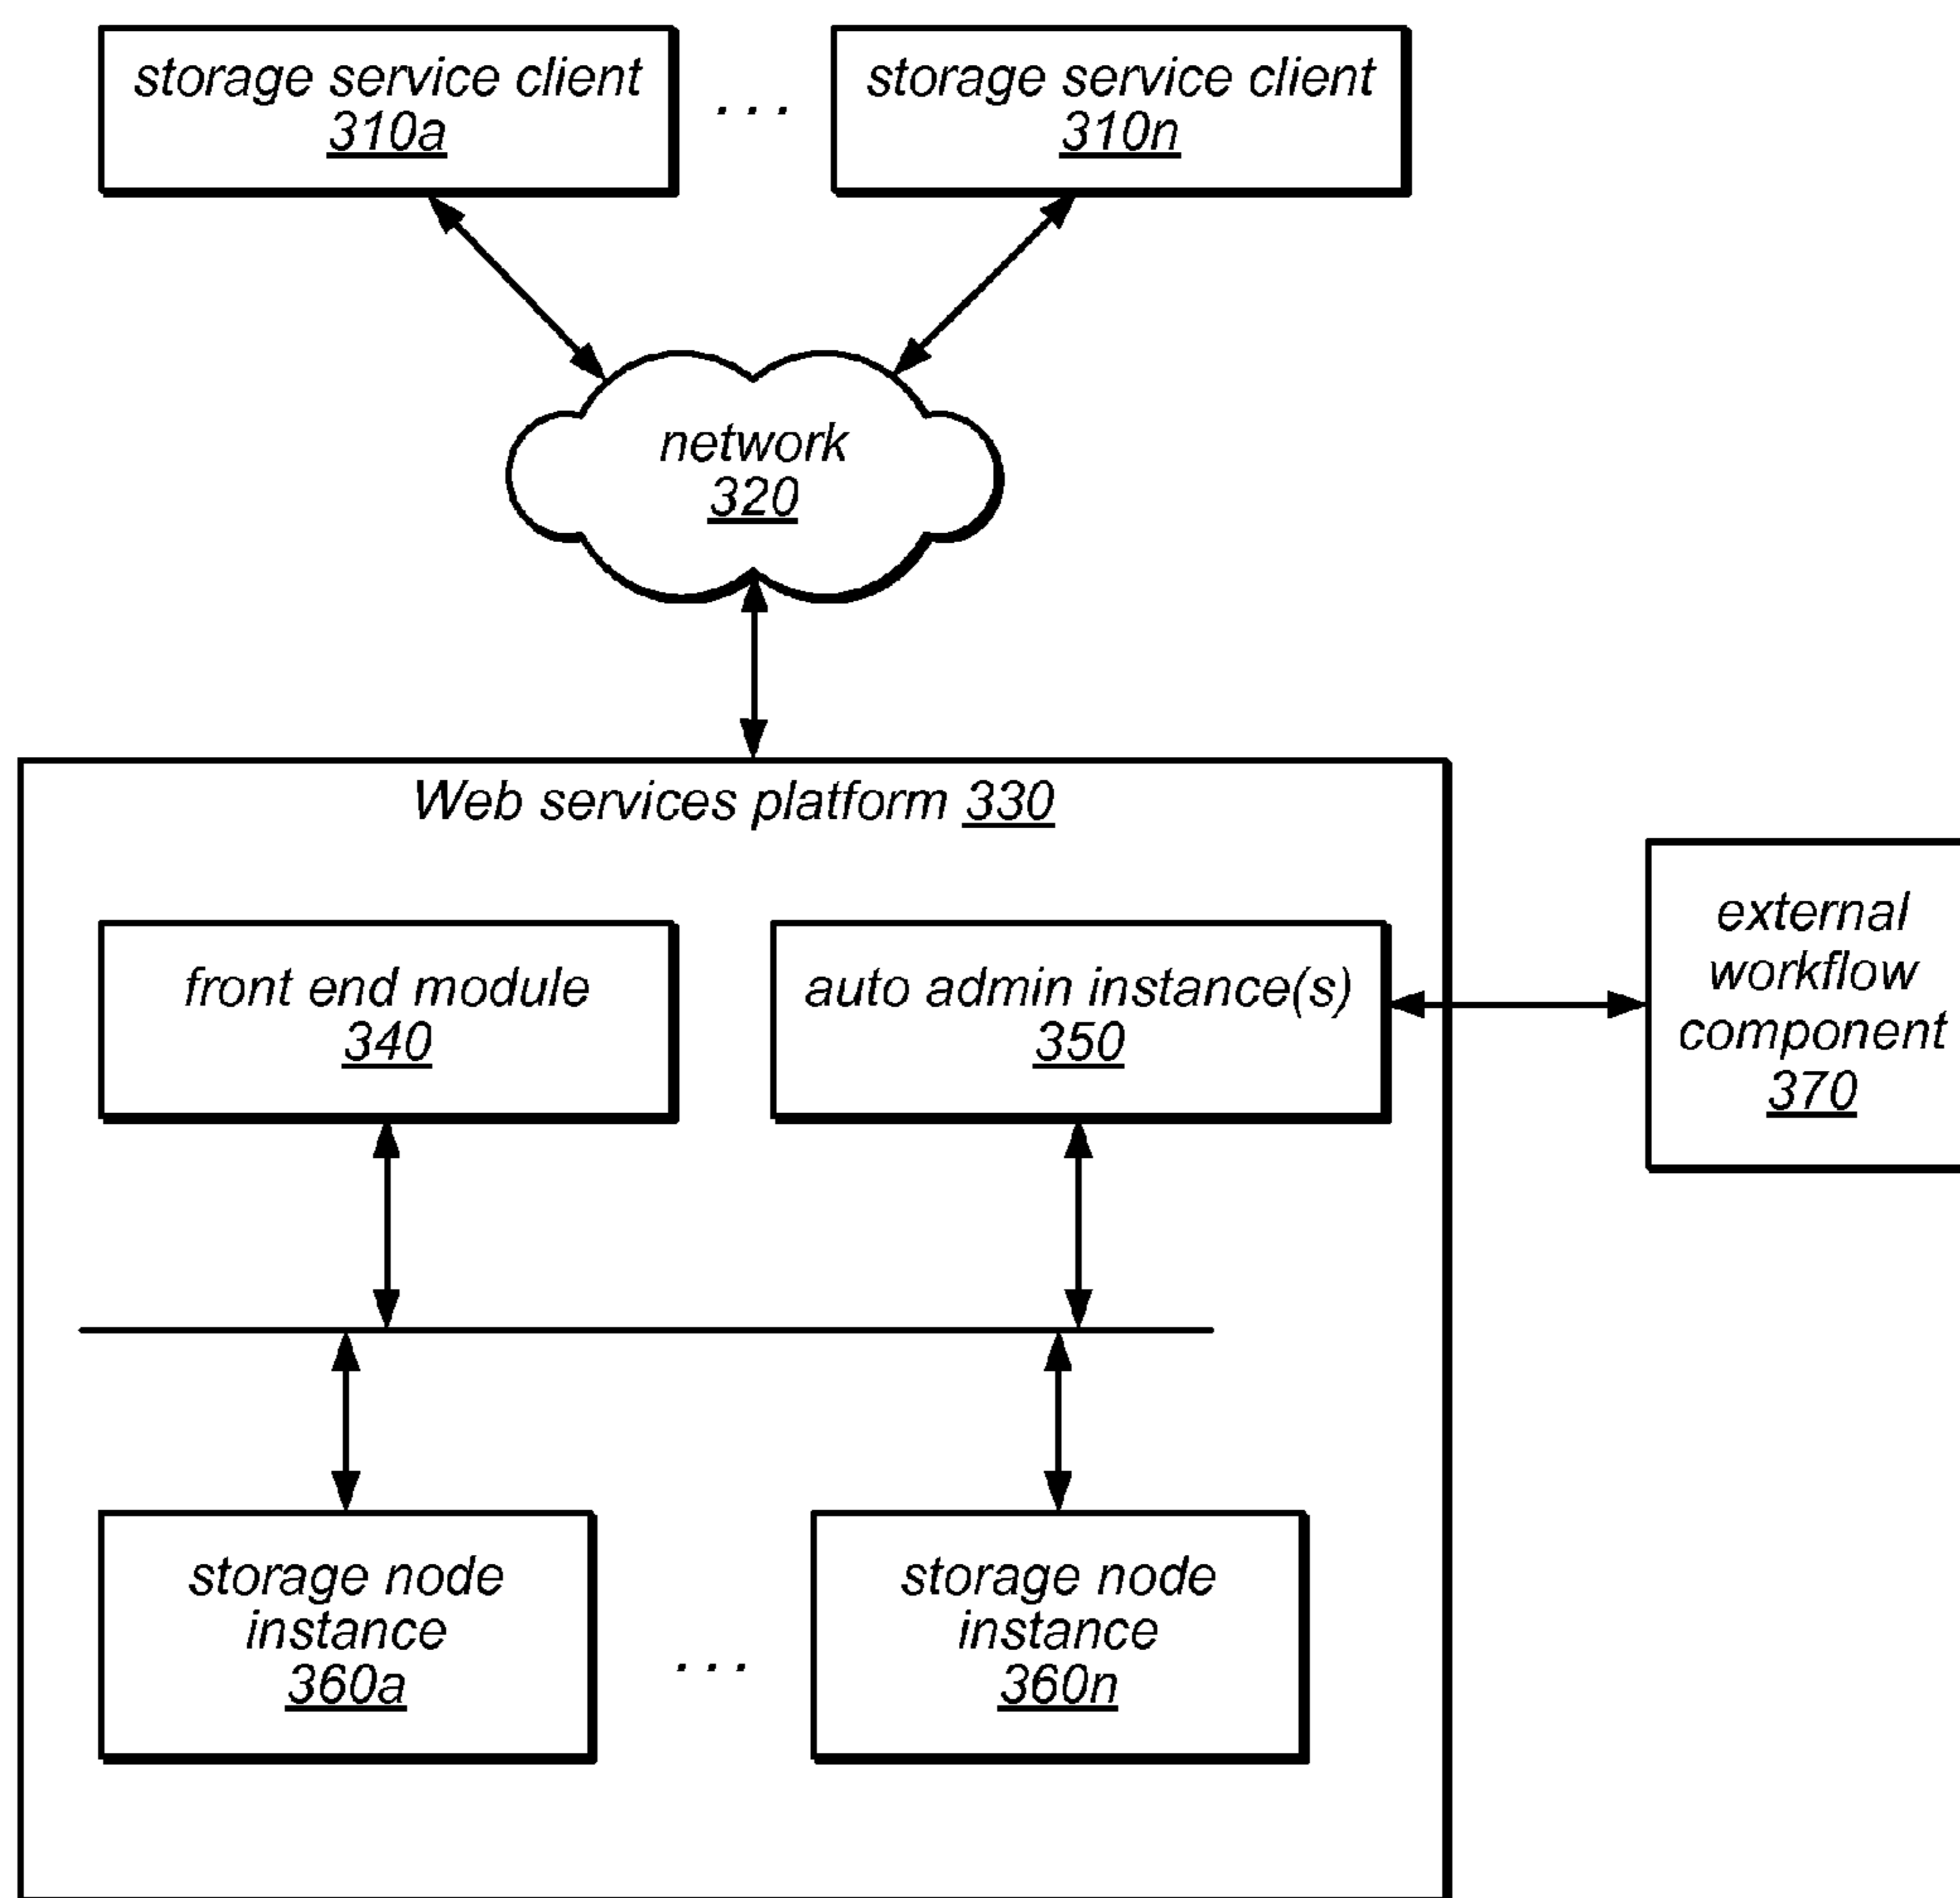 storage service client
310a
. . .
storage service client
310n
network
320
Web services platform 330
front end module
340
auto admin instance(s)
350
external
workflow
component
370
storage node
instance
360a
. . .
storage node
instance
360n